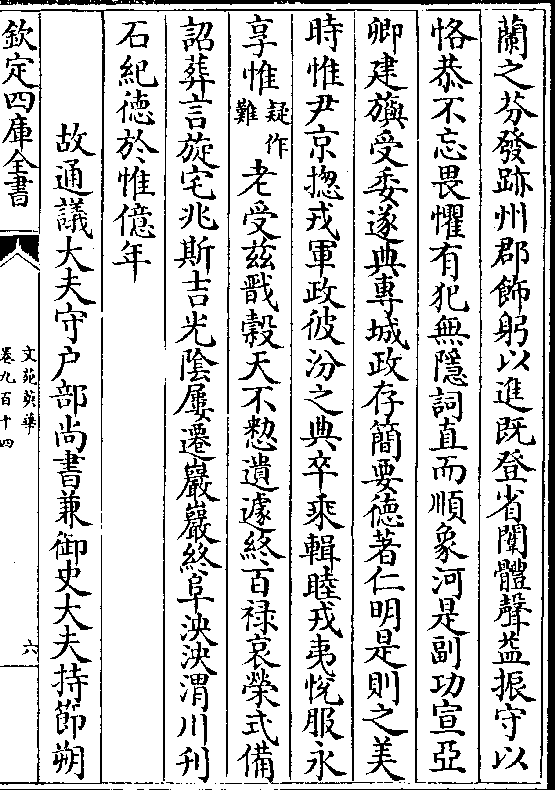 蘭之芬發跡州郡飾躬以進既登省闥體聲益振守以
恪恭不忘畏懼有犯無隱詞直而順象河是副功宣亞
卿建旟受委遂典專城政存簡要德著仁明是則之美
時惟尹京揔戎軍政彼汾之典卒乘輯睦戎夷恱服永
享惟疑作難老受兹戩榖天不憗遺遽終百禄哀榮式備
詔葬言旋宅兆斯吉光陰屢遷巖巖終阜泱泱渭川刋
石紀德於惟億年
故通議大夫守户部尚書兼御史大夫持節朔
欽定四庫全書
文苑英華
卷九百十四
六